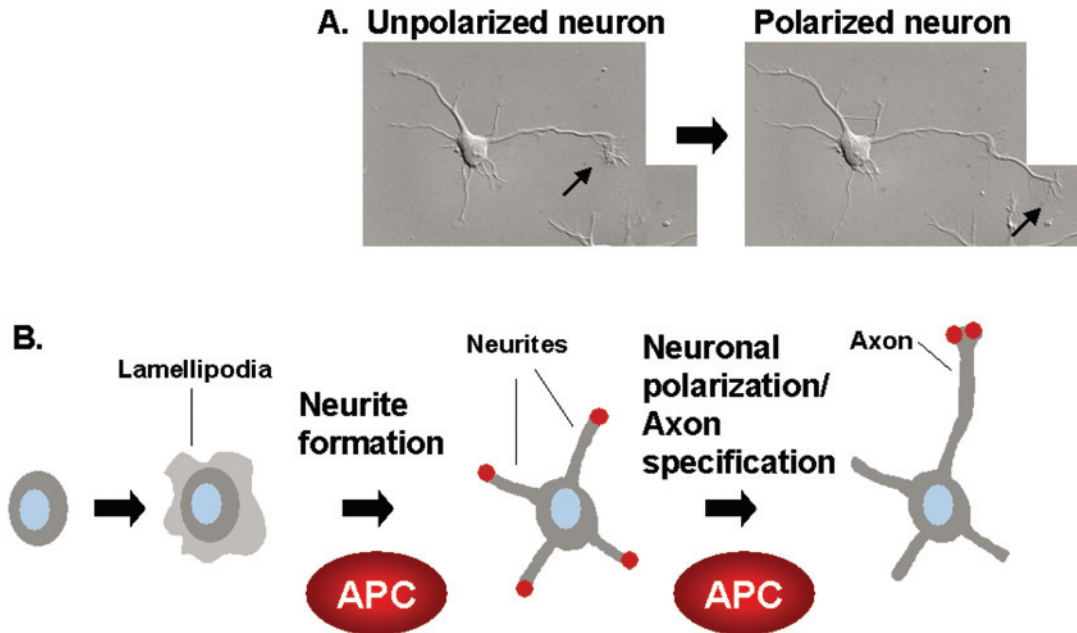 A. Unpolarized neuron
Polarized neuron
B.
Lamellipodia
Neurite
formation
APC
Neurites
Neuronal
polarization/
Axon
specification
APC
Axon